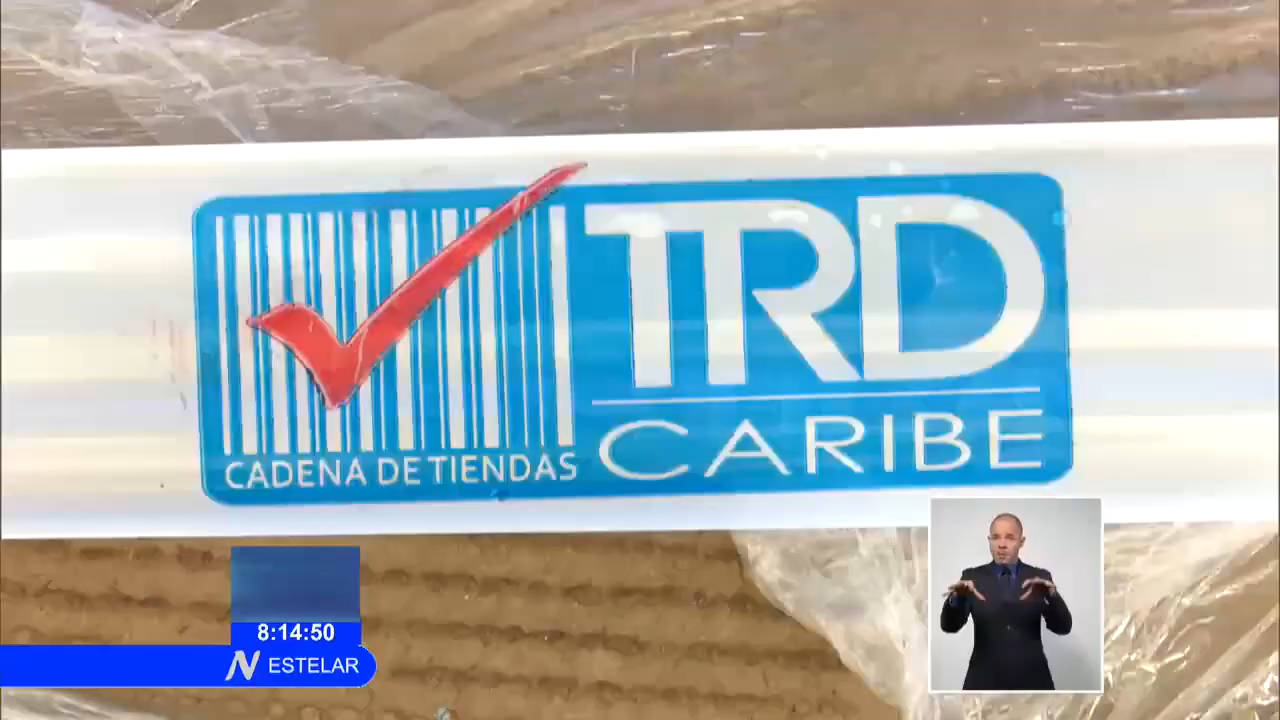 TRD
CARIBE
CADENA DE TIENDAS
8:14:50
N ESTELAR